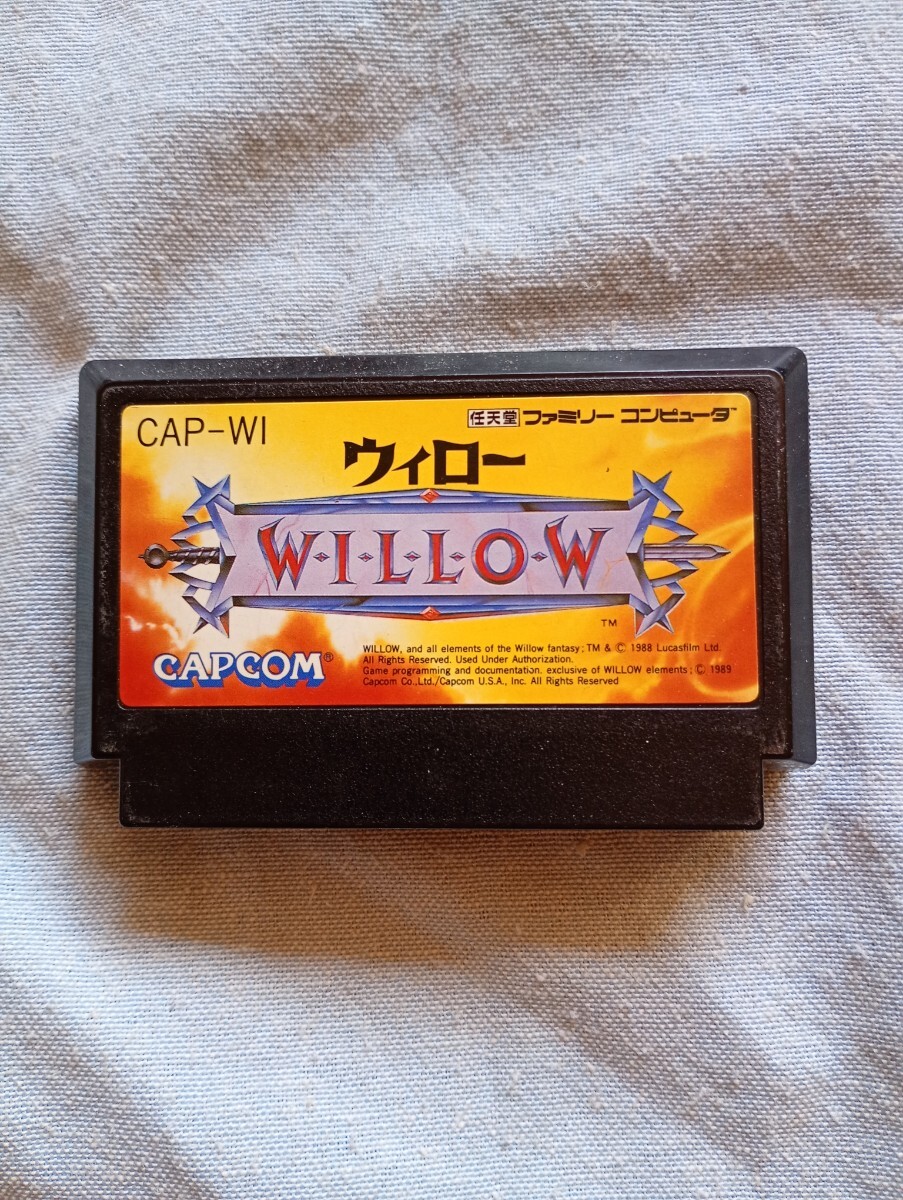 CAP-WI
任天堂 ファミリー コンピュータ™
ウィロー
W·I·L·L·O·W
TM
CAPCOM®
WILLOW, and all elements of the Willow fantasy; TM & © 1988 Lucasfilm Ltd.
All Rights Reserved. Used Under Authorization.
Game programming and documentation. exclusive of WILLOW elements; © 1989
Capcom Co.,Ltd./Capcom U.S.A., Inc. All Rights Reserved